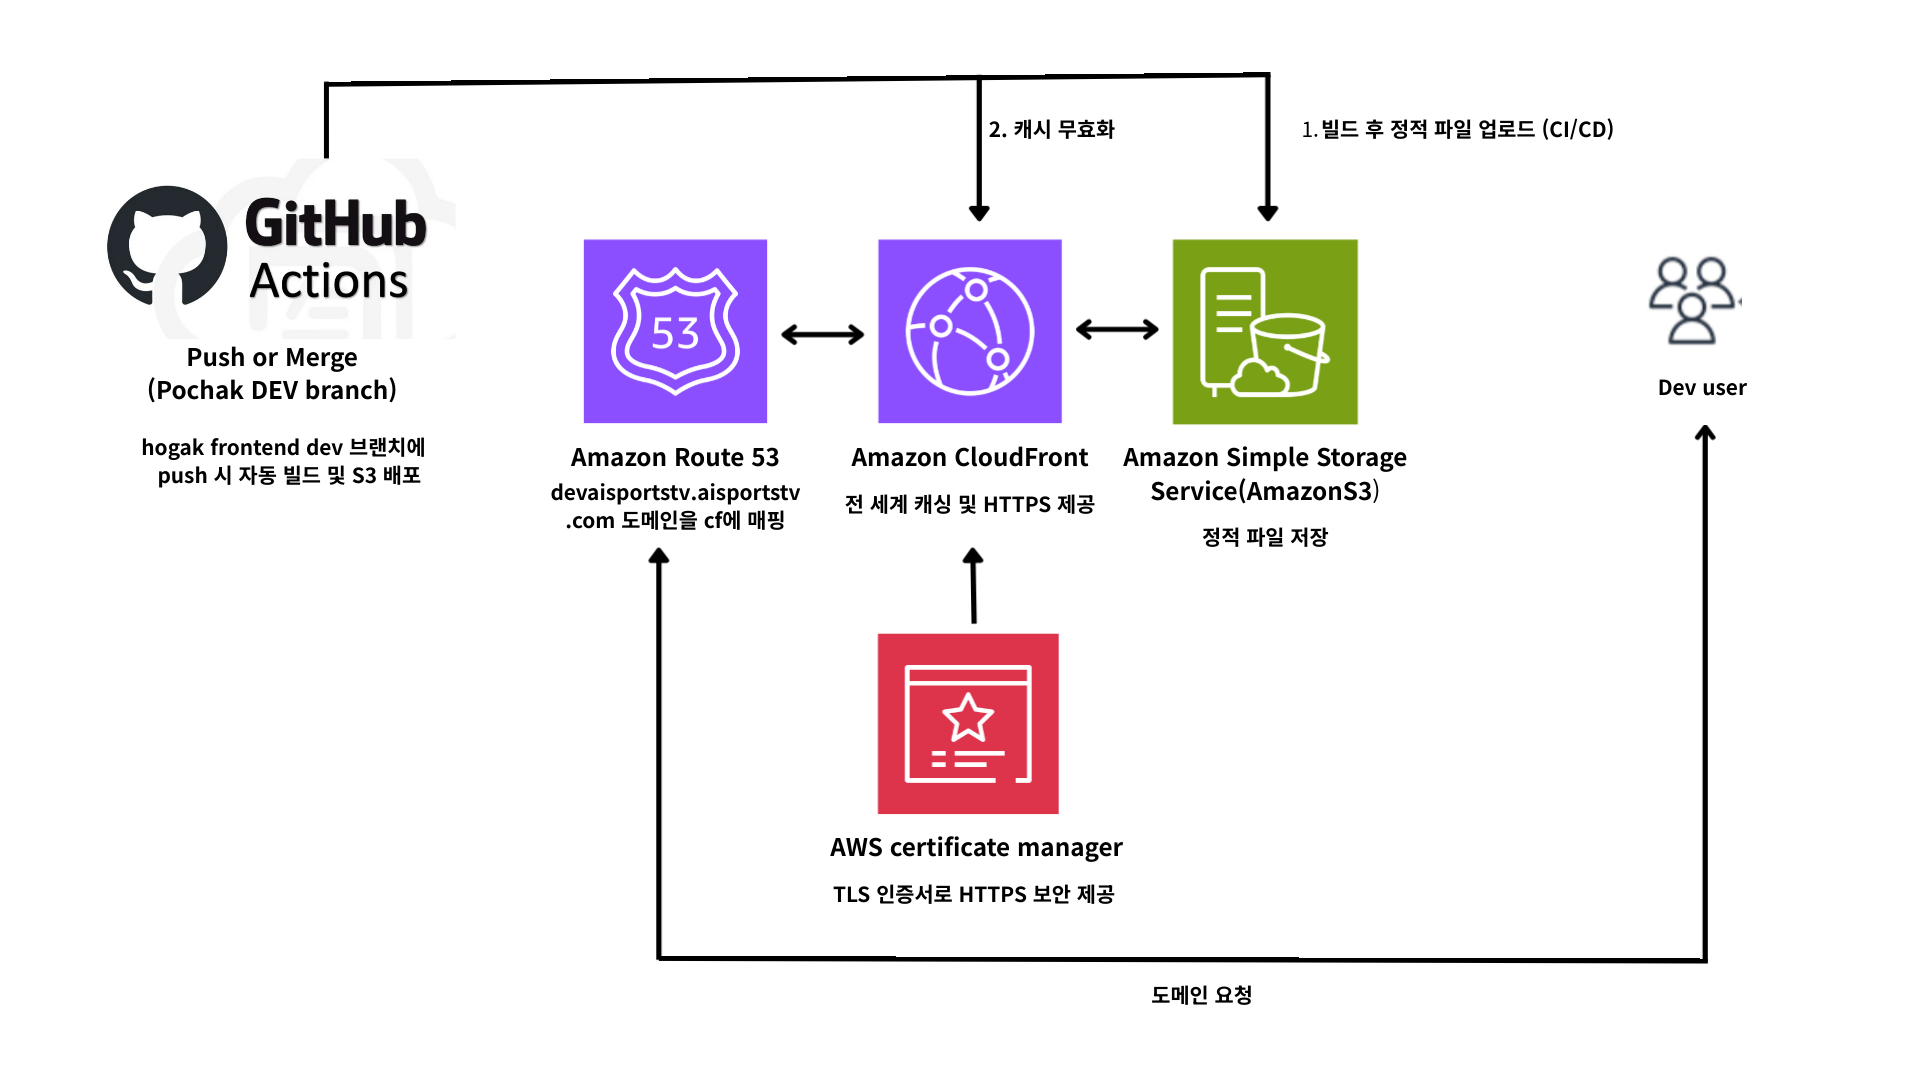 2. 캐시 무효화
1. 빌드 후 정적 파일 업로드 (CI/CD)
GitHub
Actions
Push or Merge
(Pochak DEV branch)
hogak frontend dev 브랜치에
push 시 자동 빌드 및 S3 배포
53
Amazon Route 53
devaisportstv.aisportstv
.com 도메인을 cf에 매핑
Amazon CloudFront
전 세계 캐싱 및 HTTPS 제공
Amazon Simple Storage
Service(AmazonS3)
정적 파일 저장
Dev user
AWS certificate manager
TLS 인증서로 HTTPS 보안 제공
도메인 요청